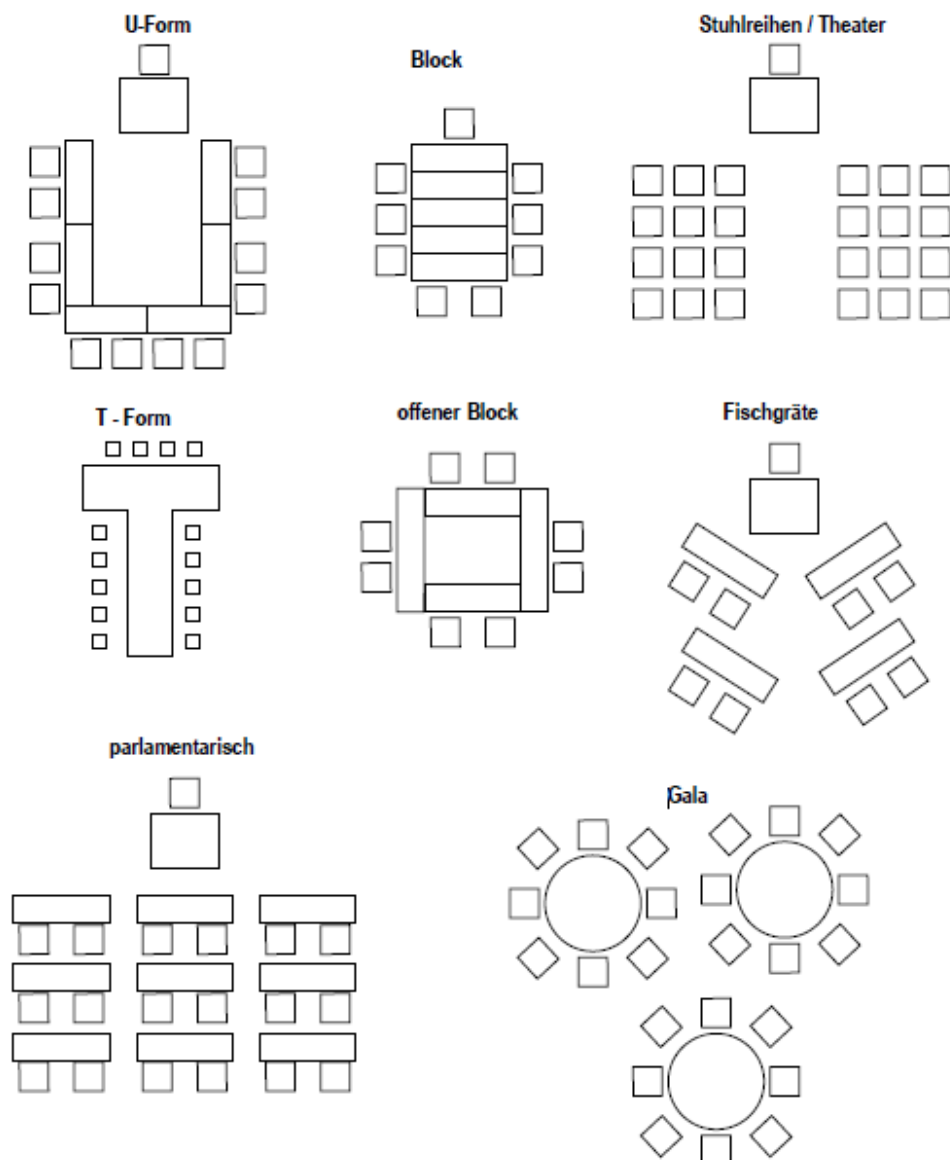 U-Form
Block
Stuhlreihen / Theater
T - Form
offener Block
Fischgräte
parlamentarisch
Gala